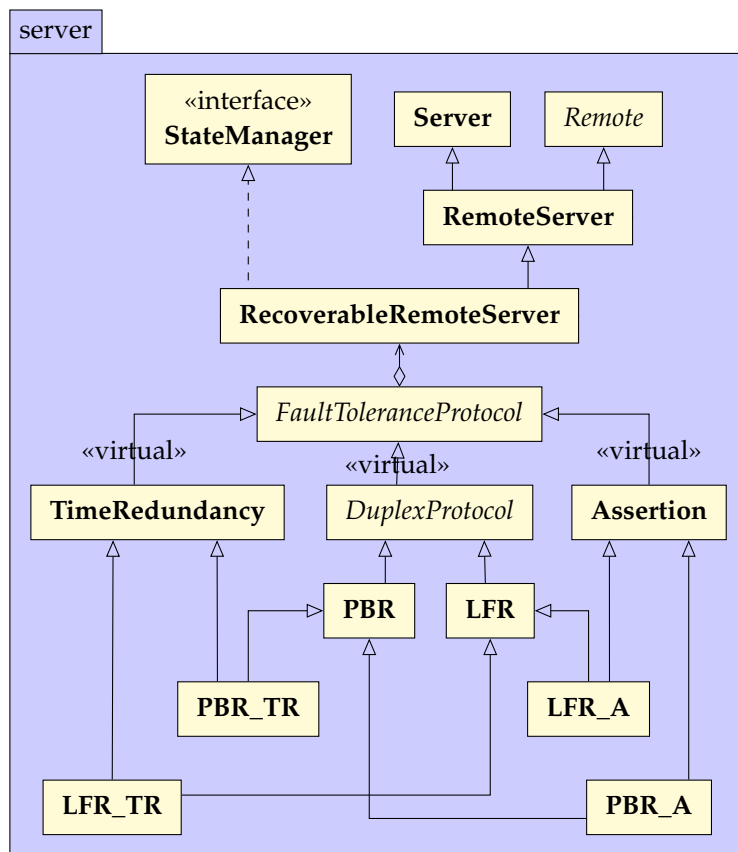 server
«interface»
StateManager
Server
Remote
RemoteServer
RecoverableRemoteServer
FaultToleranceProtocol
«virtual»
«virtual»
«virtual»
TimeRedundancy
DuplexProtocol
Assertion
PBR
LFR
PBR_TR
LFR_A
LFR_TR
PBR_A